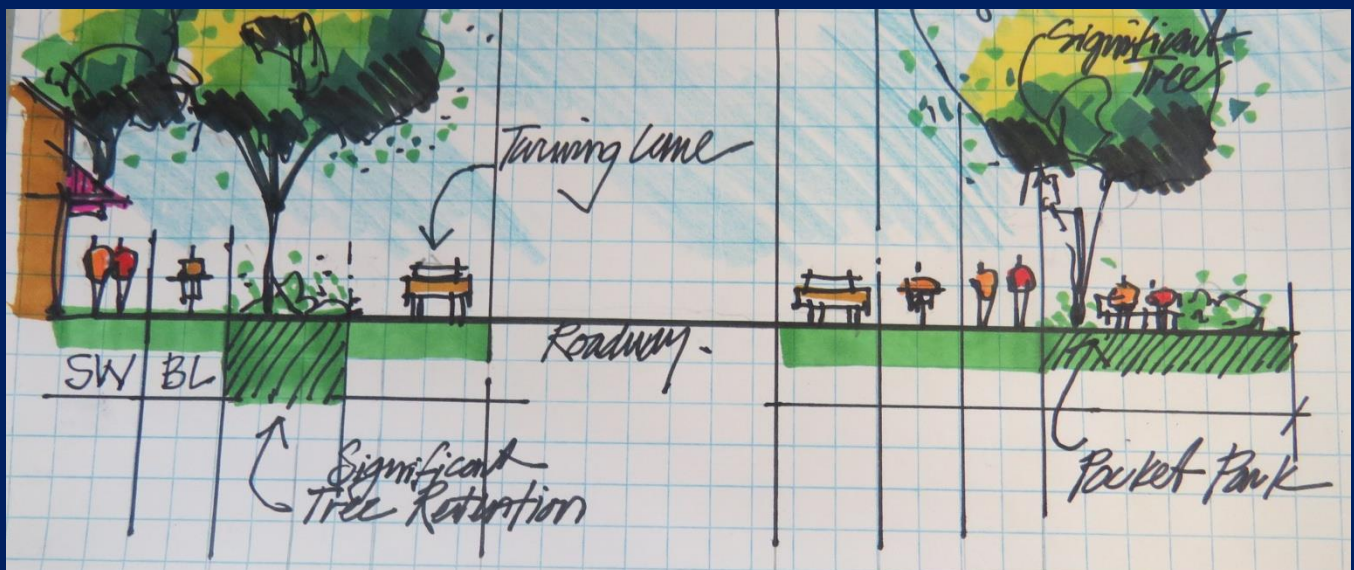 Significant
Tree
Turning Lane
Roadway.
SW
BL
Significant
Tree Retention
Pocket Park